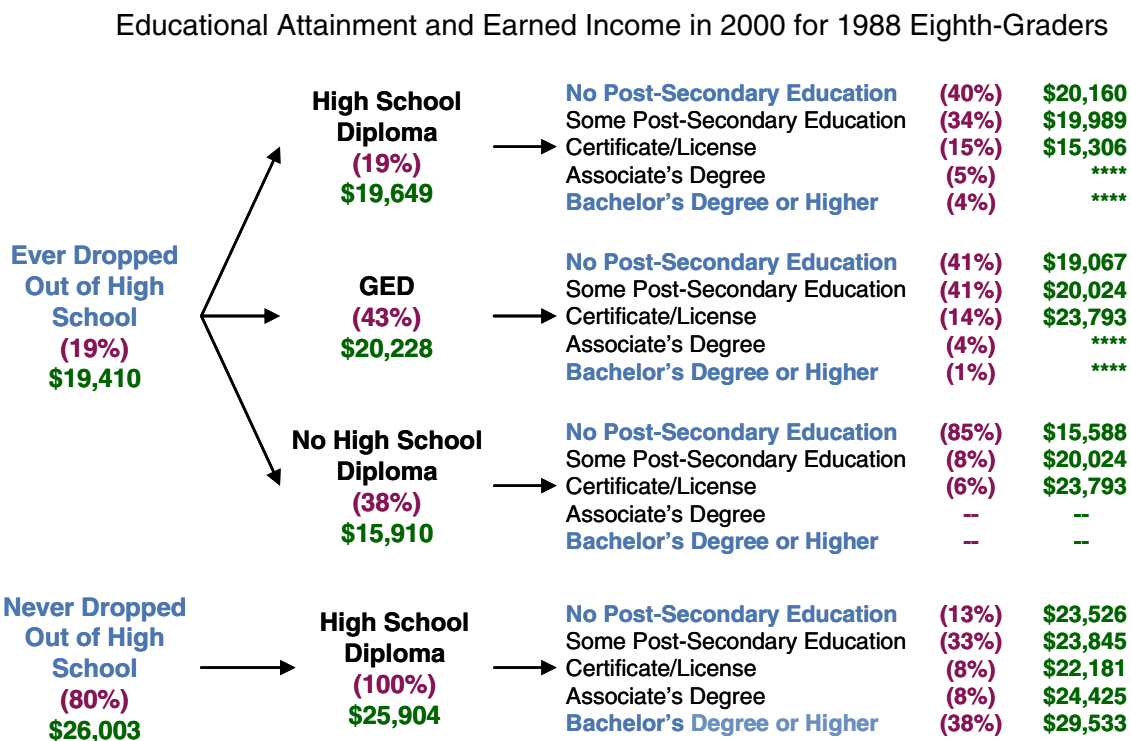 Educational Attainment and Earned Income in 2000 for 1988 Eighth-Graders
Ever Dropped
Out of High
School
(19%)
$19,410
High School
Diploma
(19%)
$19,649
No Post-Secondary Education (40%) $20,160
Some Post-Secondary Education (34%) $19,989
Certificate/License (15%) $15,306
Associate's Degree (5%) ****
Bachelor's Degree or Higher (4%) ****
GED
(43%)
$20,228
No Post-Secondary Education (41%) $19,067
Some Post-Secondary Education (41%) $20,024
Certificate/License (14%) $23,793
Associate's Degree (4%) ****
Bachelor's Degree or Higher (1%) ****
No High School
Diploma
(38%)
$15,910
No Post-Secondary Education (85%) $15,588
Some Post-Secondary Education (8%) $20,024
Certificate/License (6%) $23,793
Associate's Degree -- --
Bachelor's Degree or Higher -- --
Never Dropped
Out of High
School
(80%)
$26,003
High School
Diploma
(100%)
$25,904
No Post-Secondary Education (13%) $23,526
Some Post-Secondary Education (33%) $23,845
Certificate/License (8%) $22,181
Associate's Degree (8%) $24,425
Bachelor's Degree or Higher (38%) $29,533